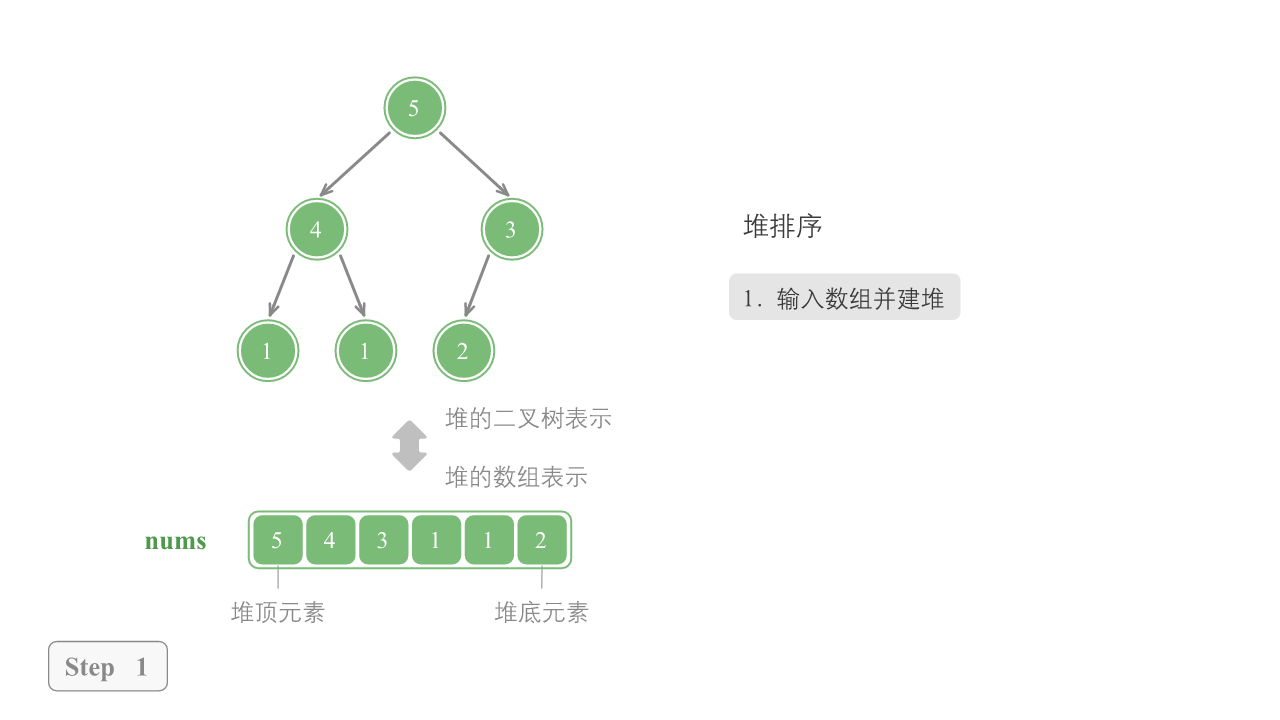 5
4 3
1 1 2
堆的二叉树表示
堆的数组表示
nums 5 4 3 1 1 2
堆顶元素 堆底元素
Step 1
堆排序
1. 输入数组并建堆